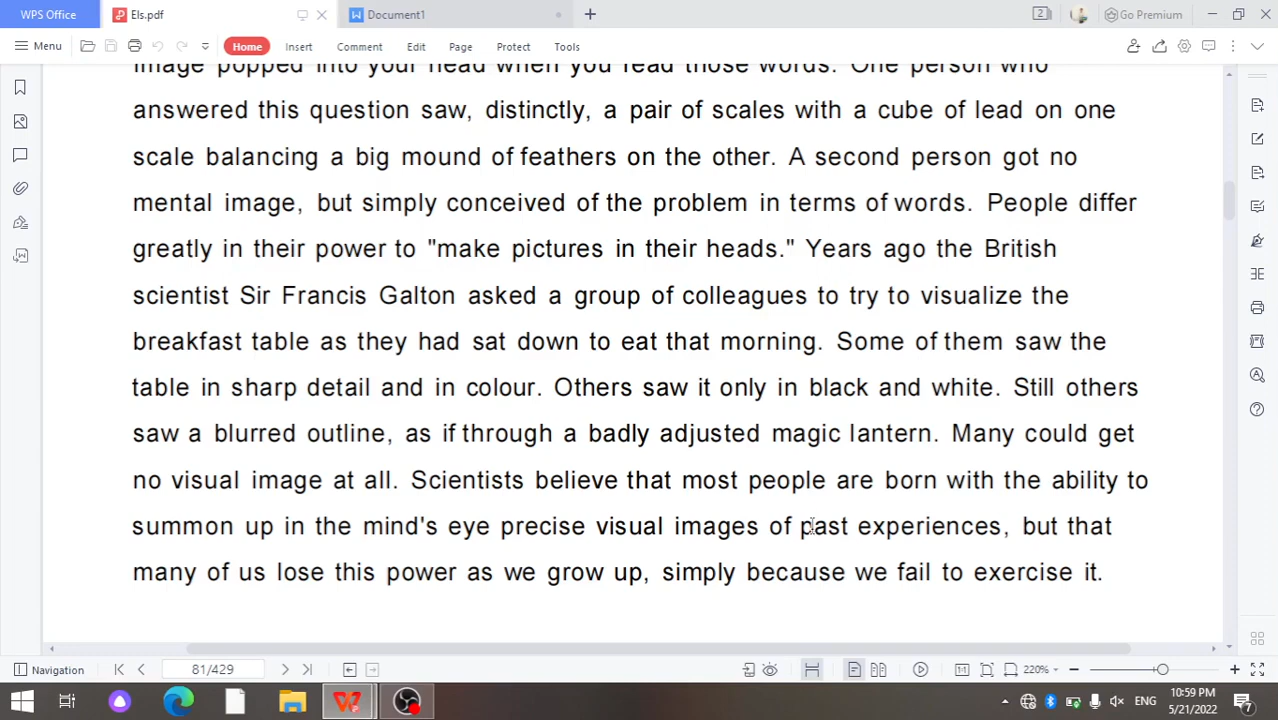 WPS Office
Els.pdf
Document1
2
Go Premium
Menu
Home
Insert
Comment
Edit
Page
Protect
Tools
image popped into your head when you read those words. One person who
answered this question saw, distinctly, a pair of scales with a cube of lead on one
scale balancing a big mound of feathers on the other. A second person got no
mental image, but simply conceived of the problem in terms of words. People differ
greatly in their power to "make pictures in their heads." Years ago the British
scientist Sir Francis Galton asked a group of colleagues to try to visualize the
breakfast table as they had sat down to eat that morning. Some of them saw the
table in sharp detail and in colour. Others saw it only in black and white. Still others
saw a blurred outline, as if through a badly adjusted magic lantern. Many could get
no visual image at all. Scientists believe that most people are born with the ability to
summon up in the mind's eye precise visual images of past experiences, but that
many of us lose this power as we grow up, simply because we fail to exercise it.
Navigation
81/429
220%
ENG
10:59 PM
5/21/2022
7